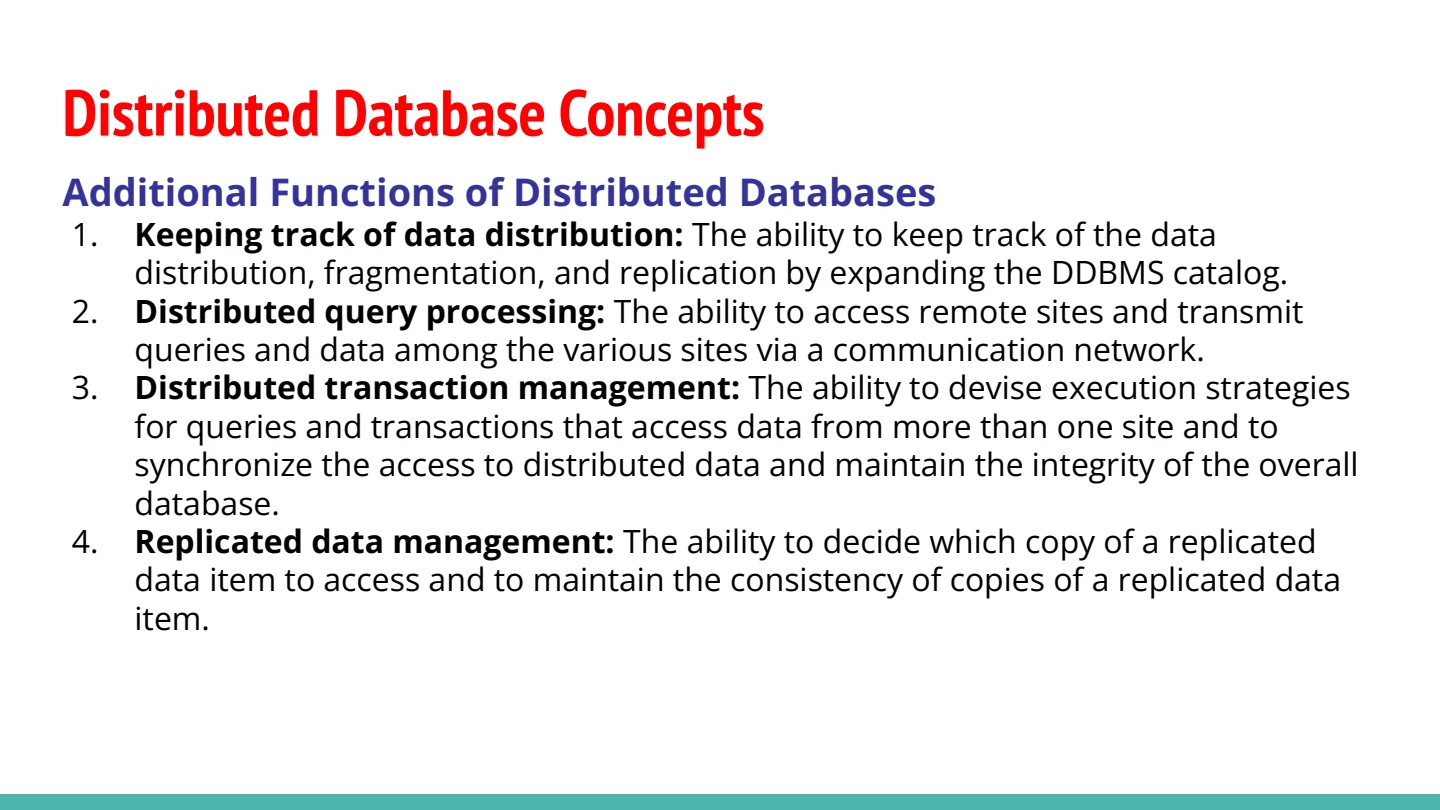 Distributed Database Concepts
Additional Functions of Distributed Databases
1. Keeping track of data distribution: The ability to keep track of the data
distribution, fragmentation, and replication by expanding the DDBMS catalog.
2. Distributed query processing: The ability to access remote sites and transmit
queries and data among the various sites via a communication network.
3. Distributed transaction management: The ability to devise execution strategies
for queries and transactions that access data from more than one site and to
synchronize the access to distributed data and maintain the integrity of the overall
database.
4. Replicated data management: The ability to decide which copy of a replicated
data item to access and to maintain the consistency of copies of a replicated data
item.